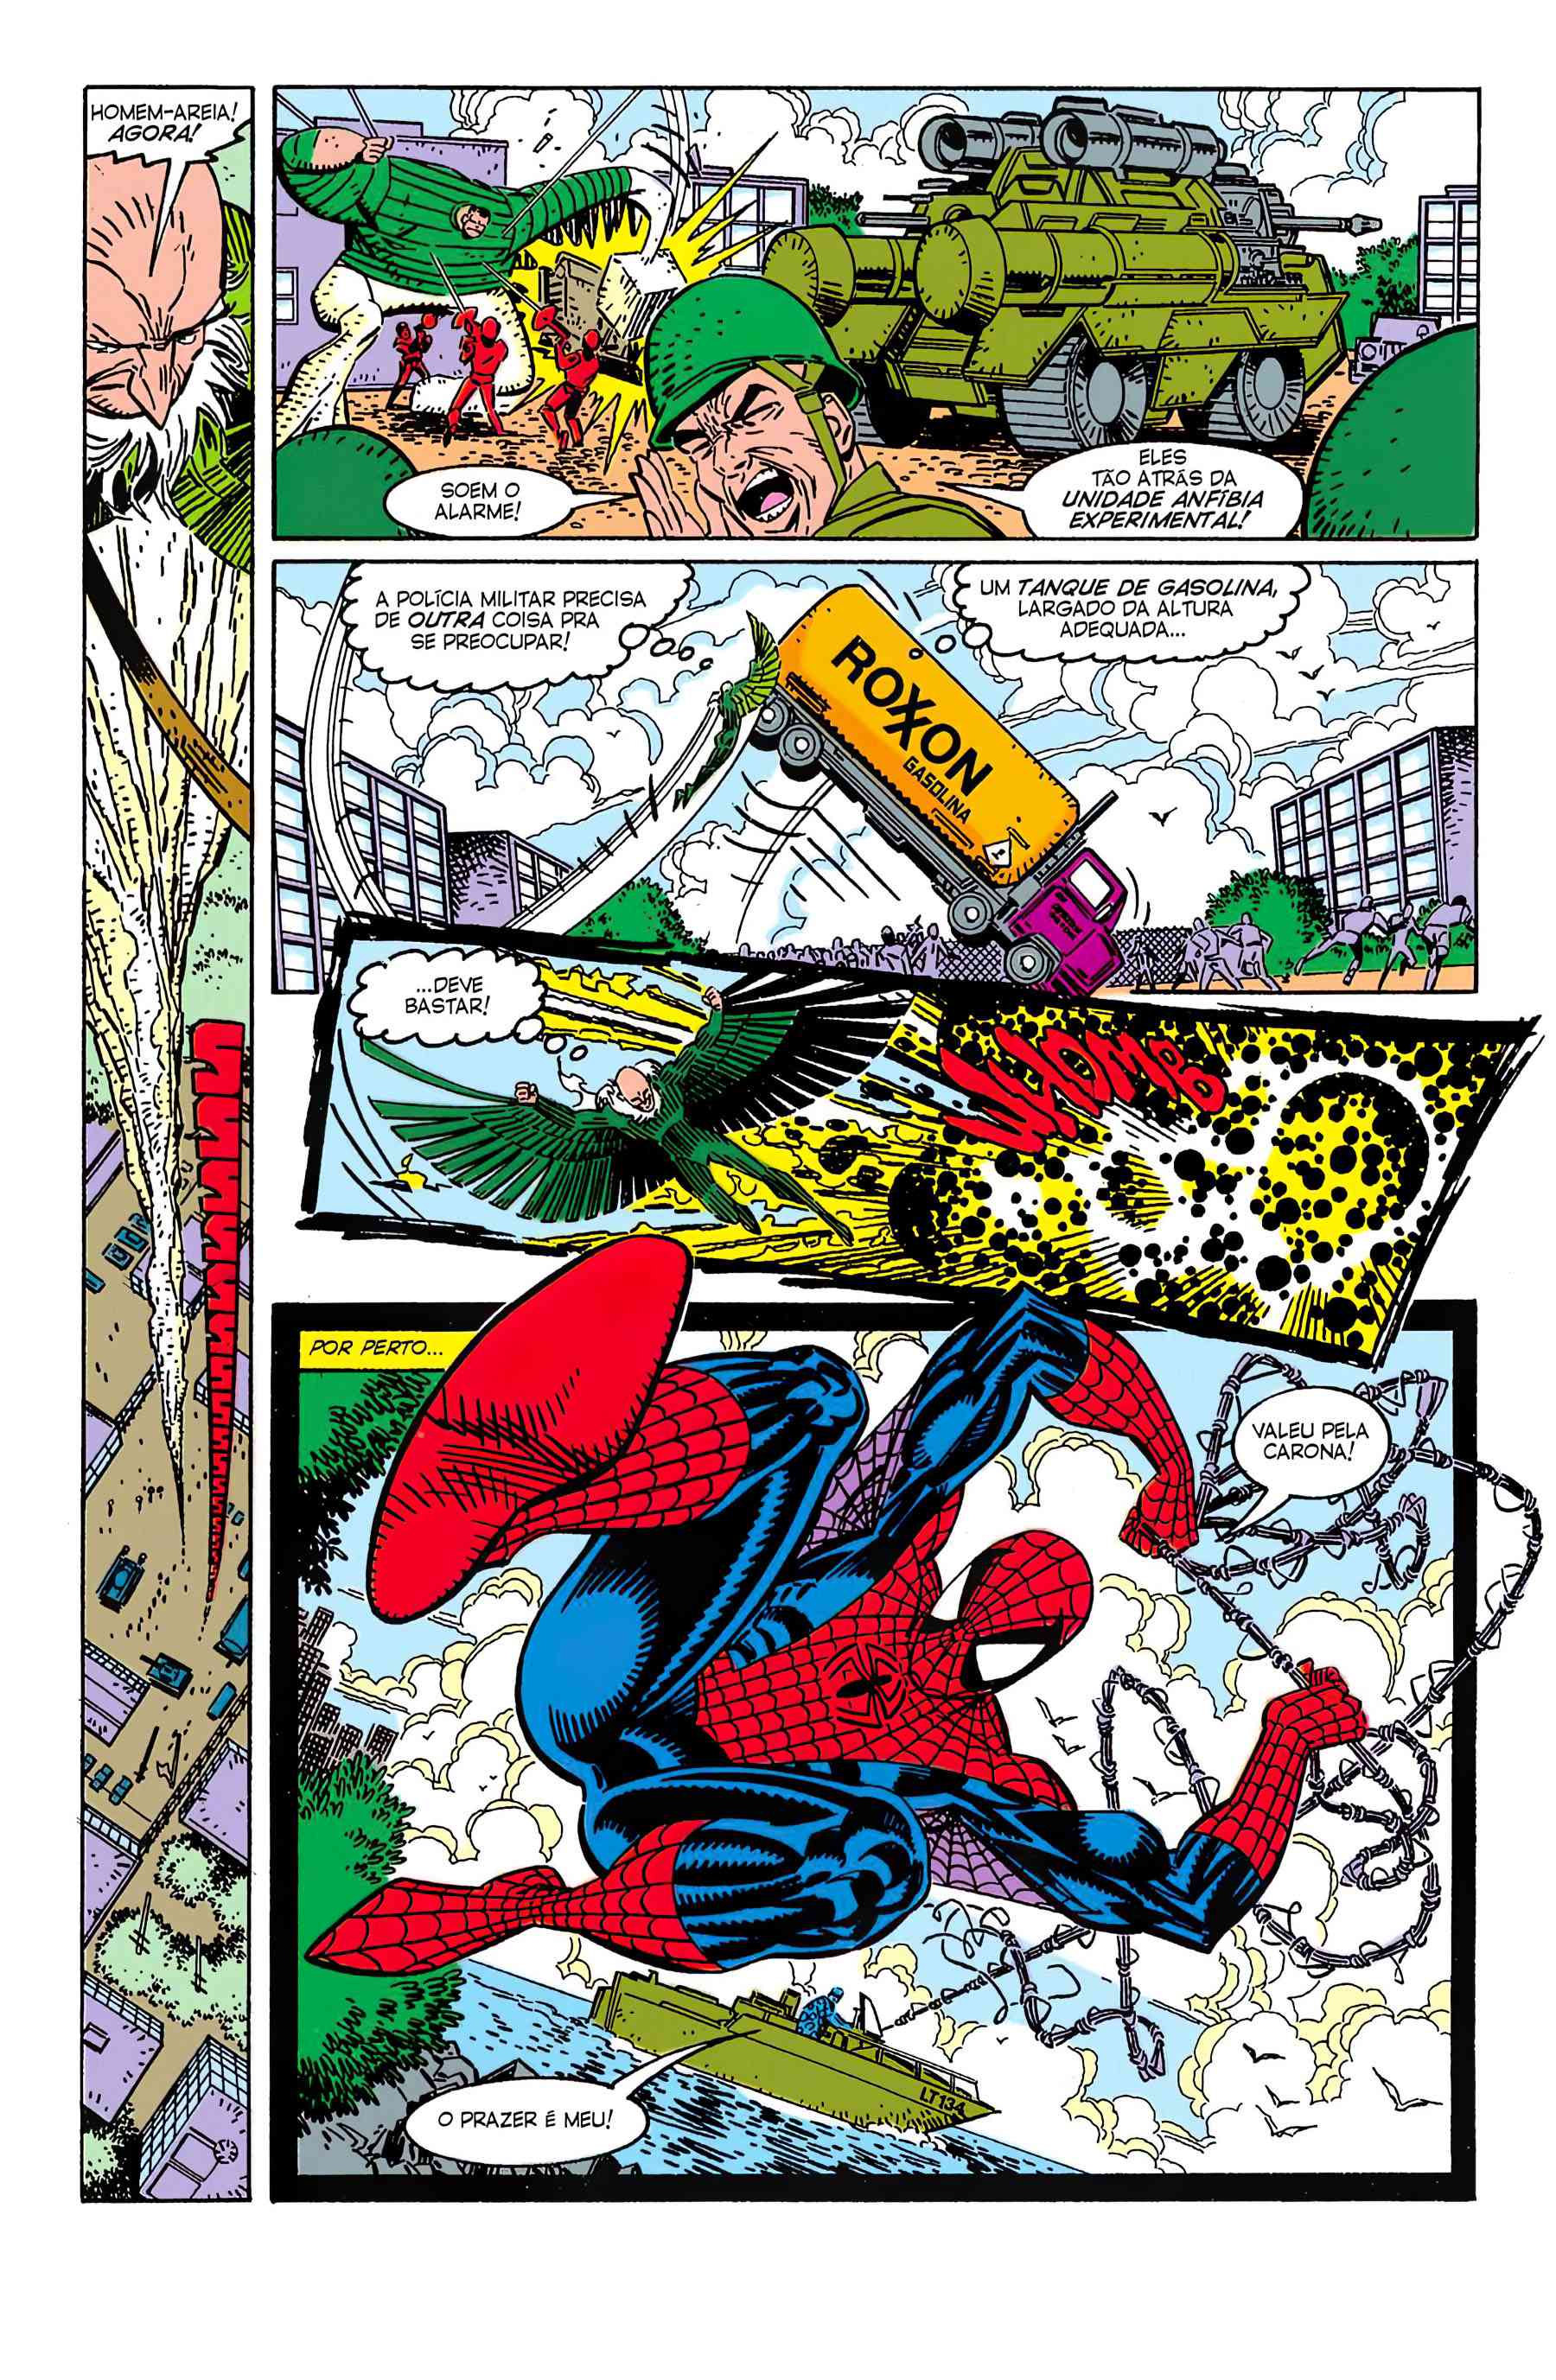 HOMEM-AREIA!
AGORA!
SOEM O
ALARME!
ELES
TÃO ATRÁS DA
UNIDADE ANFÍBIA
EXPERIMENTAL!
A POLÍCIA MILITAR PRECISA
DE OUTRA COISA PRA
SE PREOCUPAR!
UM TANQUE DE GASOLINA,
LARGADO DA ALTURA
ADEQUADA...
ROXXON
GASOLINA
...DEVE
BASTAR!
WHOMB
POR PERTO...
VALEU PELA
CARONA!
O PRAZER É MEU!
LT134